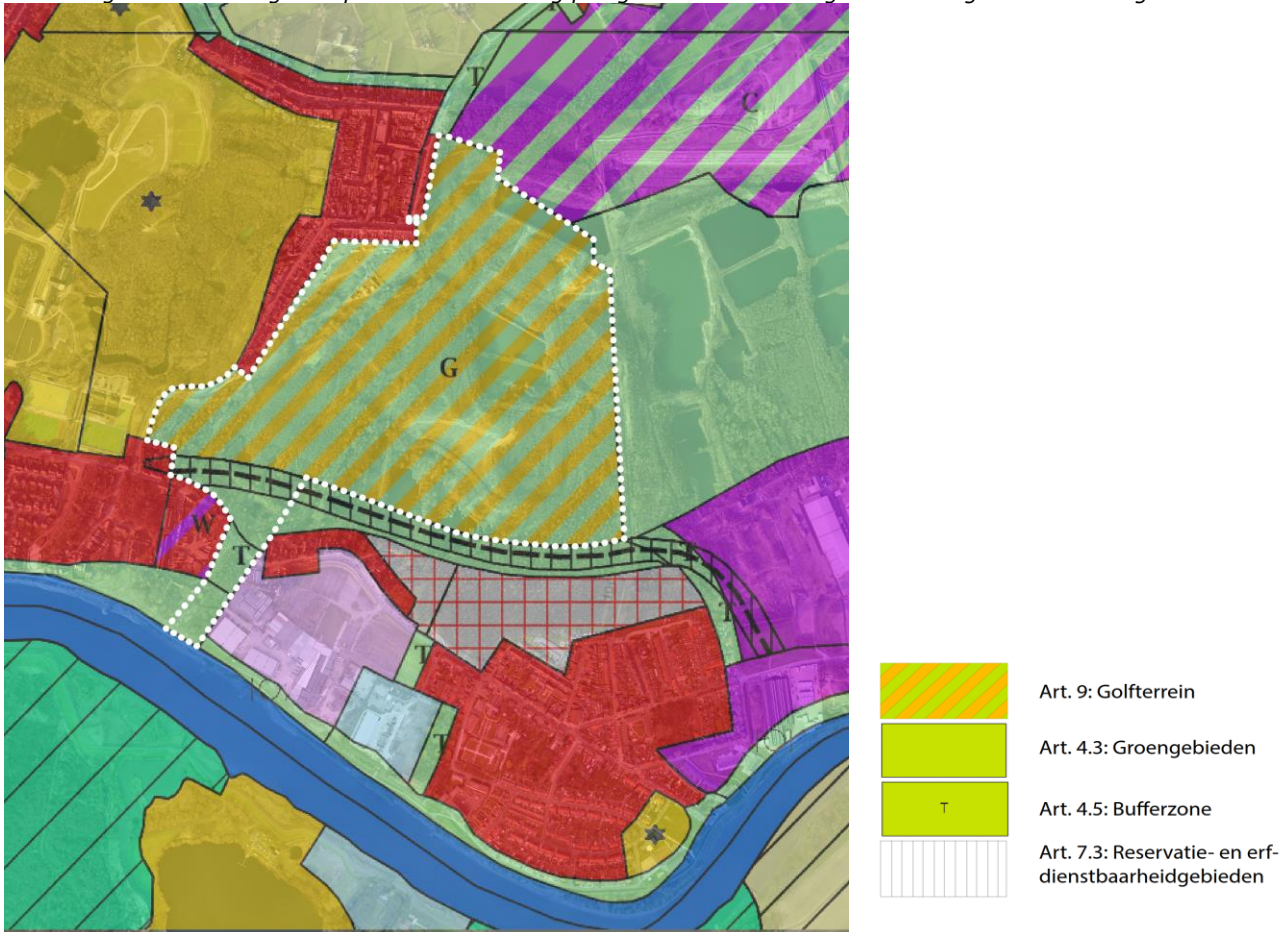 T
C
G
W
T
T
T
T
Art. 9: Golfterrein
Art. 4.3: Groengebieden
T
Art. 4.5: Bufferzone
Art. 7.3: Reservatie- en erf-
dienstbaarheidgebieden